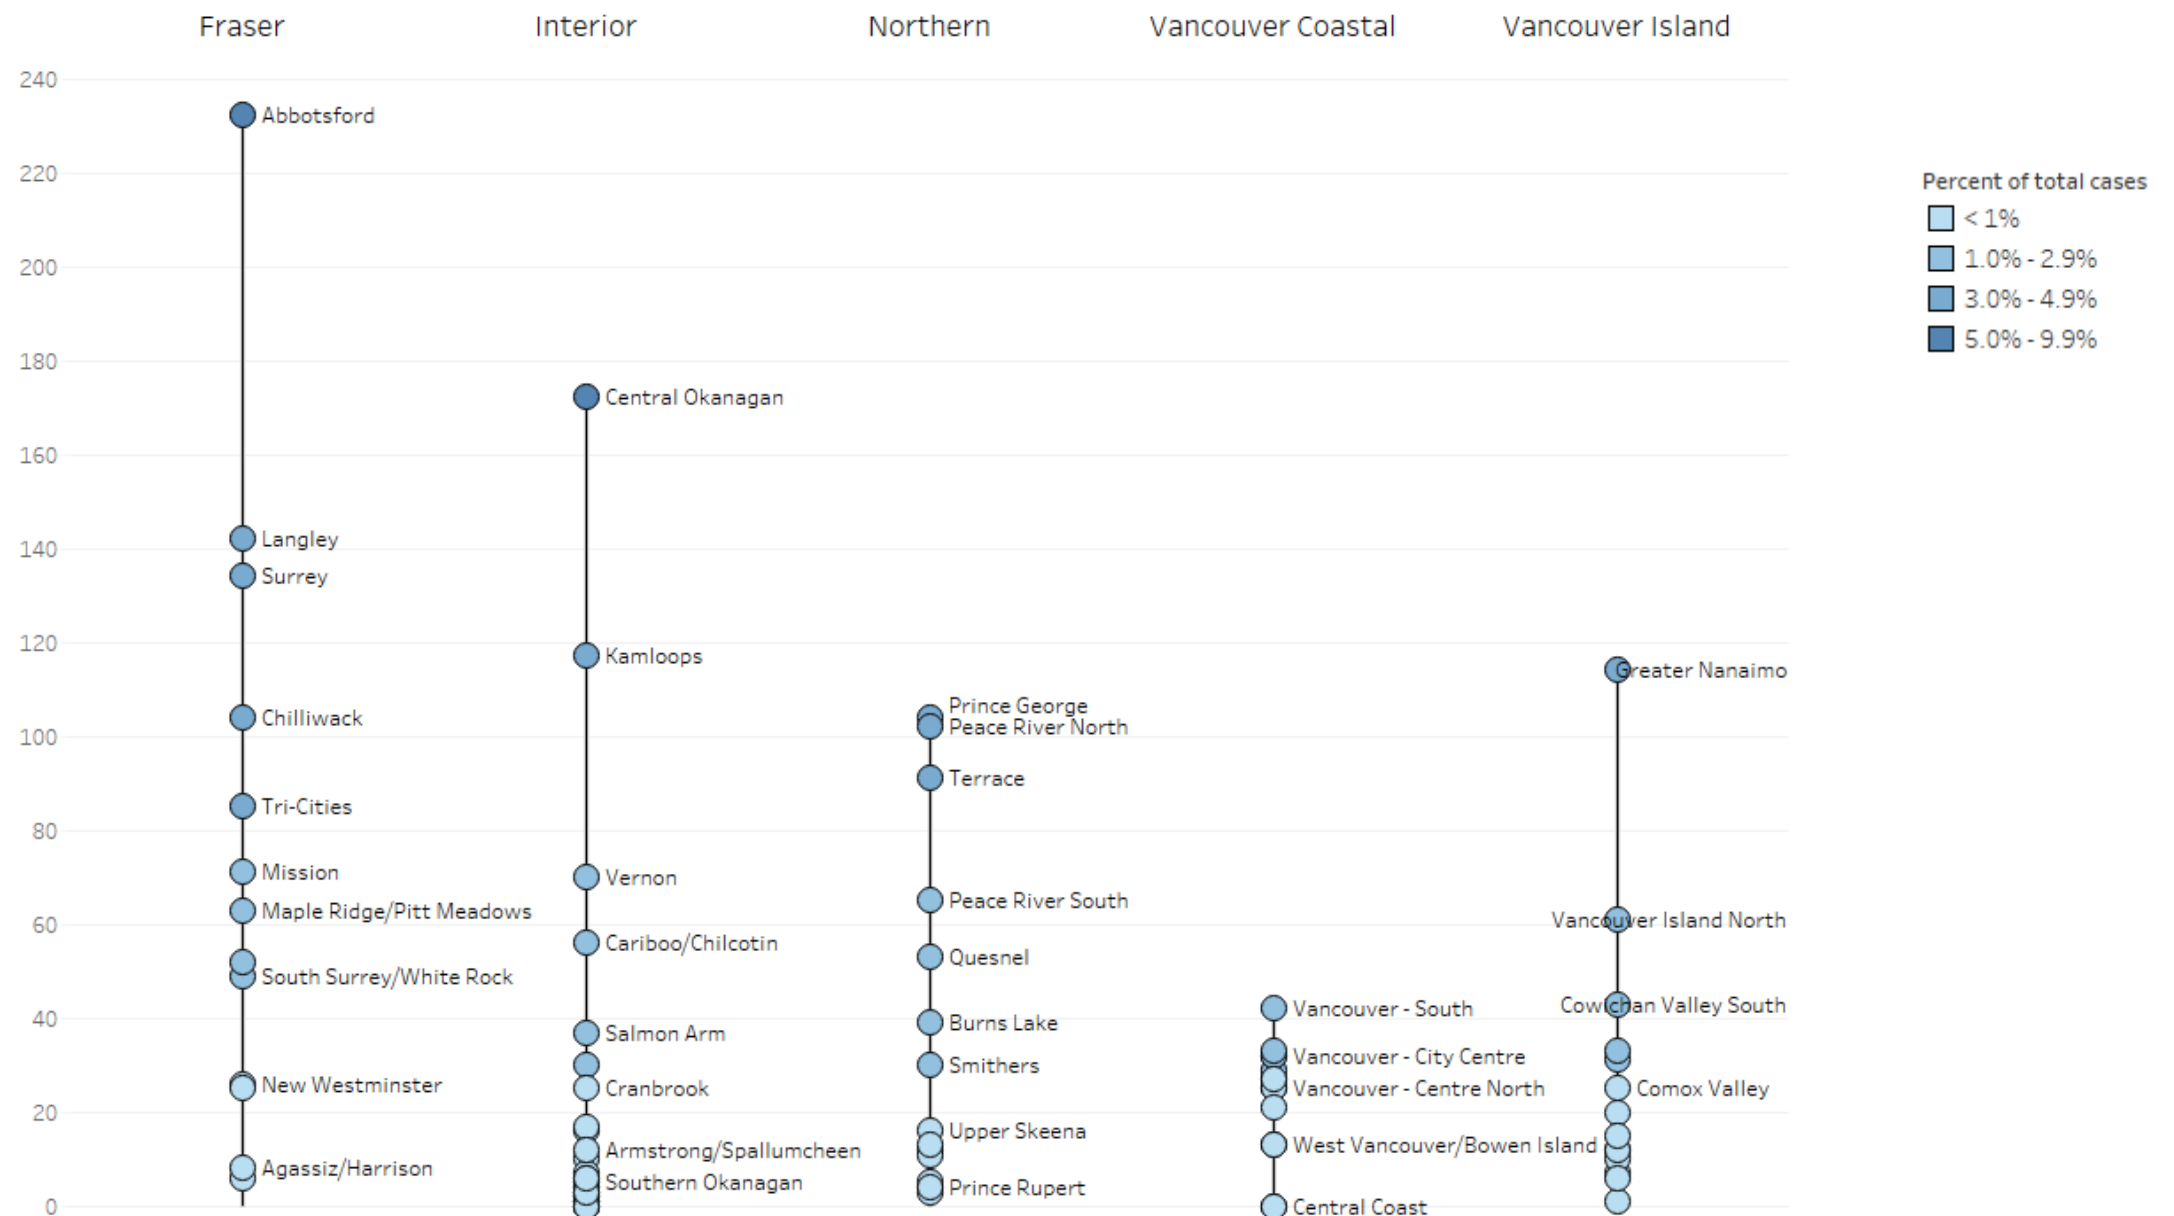 Fraser Interior Northern Vancouver Coastal Vancouver Island
240
Abbotsford
Percent of total cases
220
< 1%
1.0% - 2.9%
200
3.0% - 4.9%
5.0% - 9.9%
180
Central Okanagan
160
Langley
140
Surrey
Kamloops
120
Greater Nanaimo
Prince George
Chilliwack
Peace River North
100
Terrace
Tri-Cities
80
Mission
Vernon
Peace River South
Maple Ridge/Pitt Meadows
Vancouver Island North
60
Cariboo/Chilcotin
Quesnel
South Surrey/White Rock
Cowichan Valley South
Vancouver - South
40
Burns Lake
Salmon Arm
Vancouver - City Centre
Smithers
New Westminster
Cranbrook
Vancouver - Centre North
Comox Valley
20
Upper Skeena
West Vancouver/Bowen Island
Armstrong/Spallumcheen
Agassiz/Harrison
Southern Okanagan
Prince Rupert
0
Central Coast